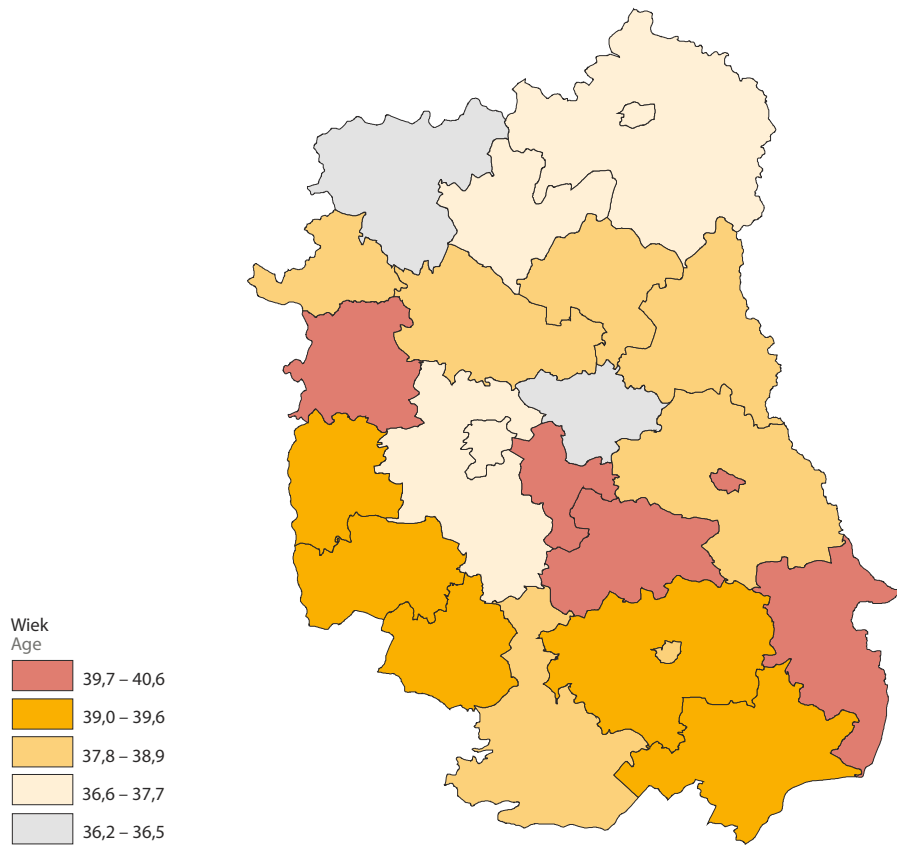 Wiek
Age
39,7 – 40,6
39,0 – 39,6
37,8 – 38,9
36,6 – 37,7
36,2 – 36,5